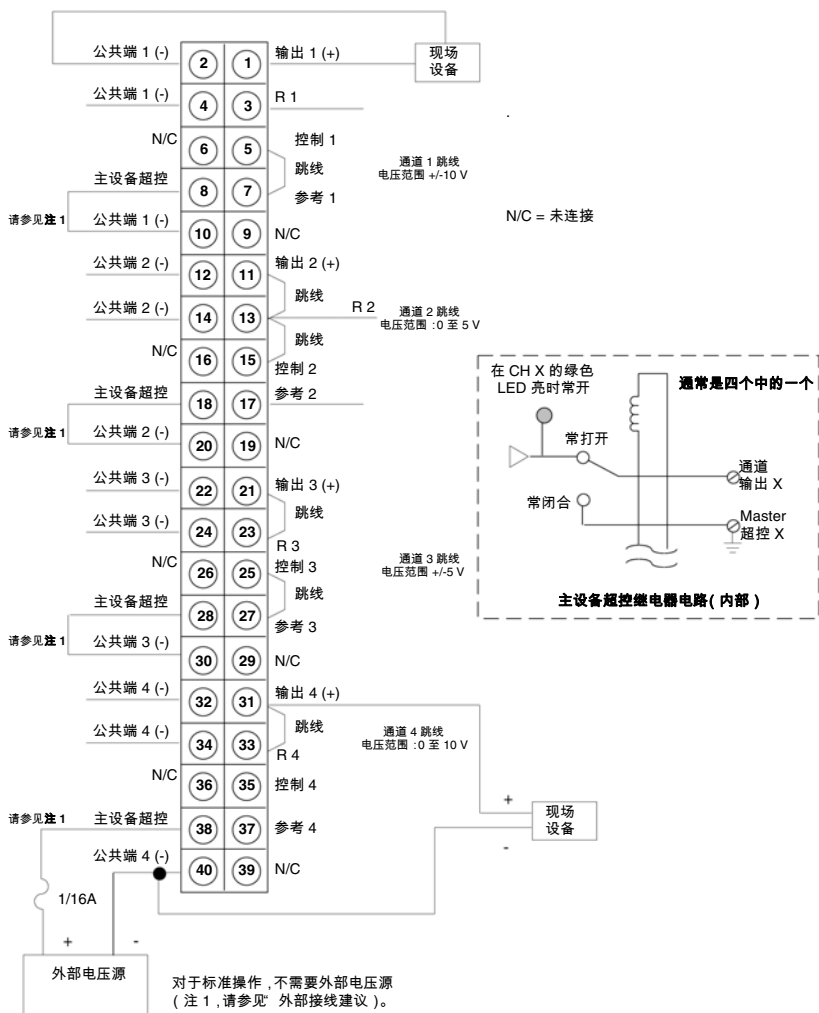 公共端 1 (-) 2 1 输出 1 (+) 现场
设备
公共端 1 (-) 4 3 R 1
N/C 6 5 控制 1
跳线
通道 1 跳线
电压范围 +/-10 V
主设备超控 8 7 参考 1
请参见注 1 公共端 1 (-) 10 9 N/C
N/C = 未连接
公共端 2 (-) 12 11 输出 2 (+)
跳线
公共端 2 (-) 14 13 R 2
通道 2 跳线
电压范围 :0 至 5 V
跳线
N/C 16 15 控制 2
主设备超控 18 17 参考 2
请参见注 1 公共端 2 (-) 20 19 N/C
公共端 3 (-) 22 21 输出 3 (+)
跳线
公共端 3 (-) 24 23 R 3
N/C 26 25 控制 3
通道 3 跳线
电压范围 +/-5 V
跳线
主设备超控 28 27 参考 3
请参见注 1 公共端 3 (-) 30 29 N/C
公共端 4 (-) 32 31 输出 4 (+)
跳线
公共端 4 (-) 34 33 R 4
通道 4 跳线
电压范围 :0 至 10 V
N/C 36 35 控制 4
请参见注 1 主设备超控 38 37 参考 4
公共端 4 (-) 40 39 N/C
+
-
现场
设备
1/16A
+ -
外部电压源
对于标准操作 ,不需要外部电压源
( 注 1 ,请参见“ 外部接线建议 )。
在 CH X 的绿色
LED 亮时常开
通常是四个中的一个
常打开
通道
输出 X
常闭合
Master
超控 X
主设备超控继电器电路( 内部 )